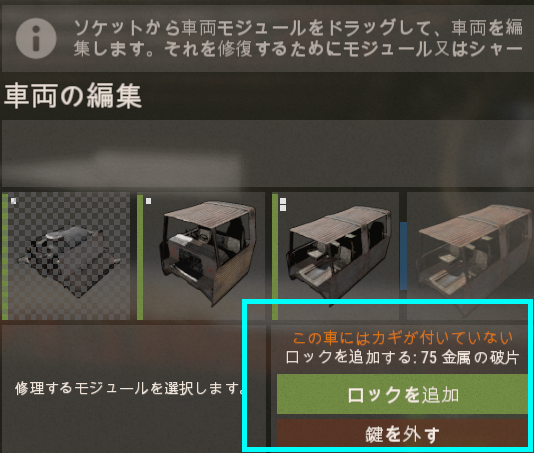 ソケットから車両モジュールをドラッグして、車両を編
集します。それを修復するためにモジュール又はシャー
車両の編集
この車にはカギが付いていない
ロックを追加する: 75 金属の破片
修理するモジュールを選択します。
ロックを追加
鍵を外す